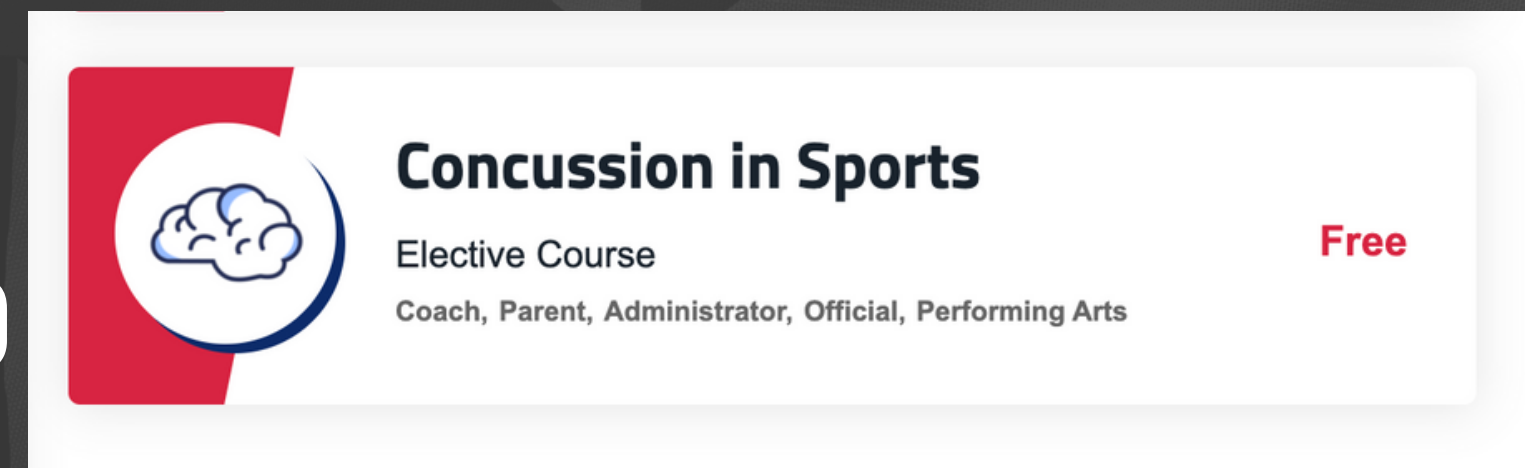 Concussion in Sports
Elective Course
Free
Coach, Parent, Administrator, Official, Performing Arts